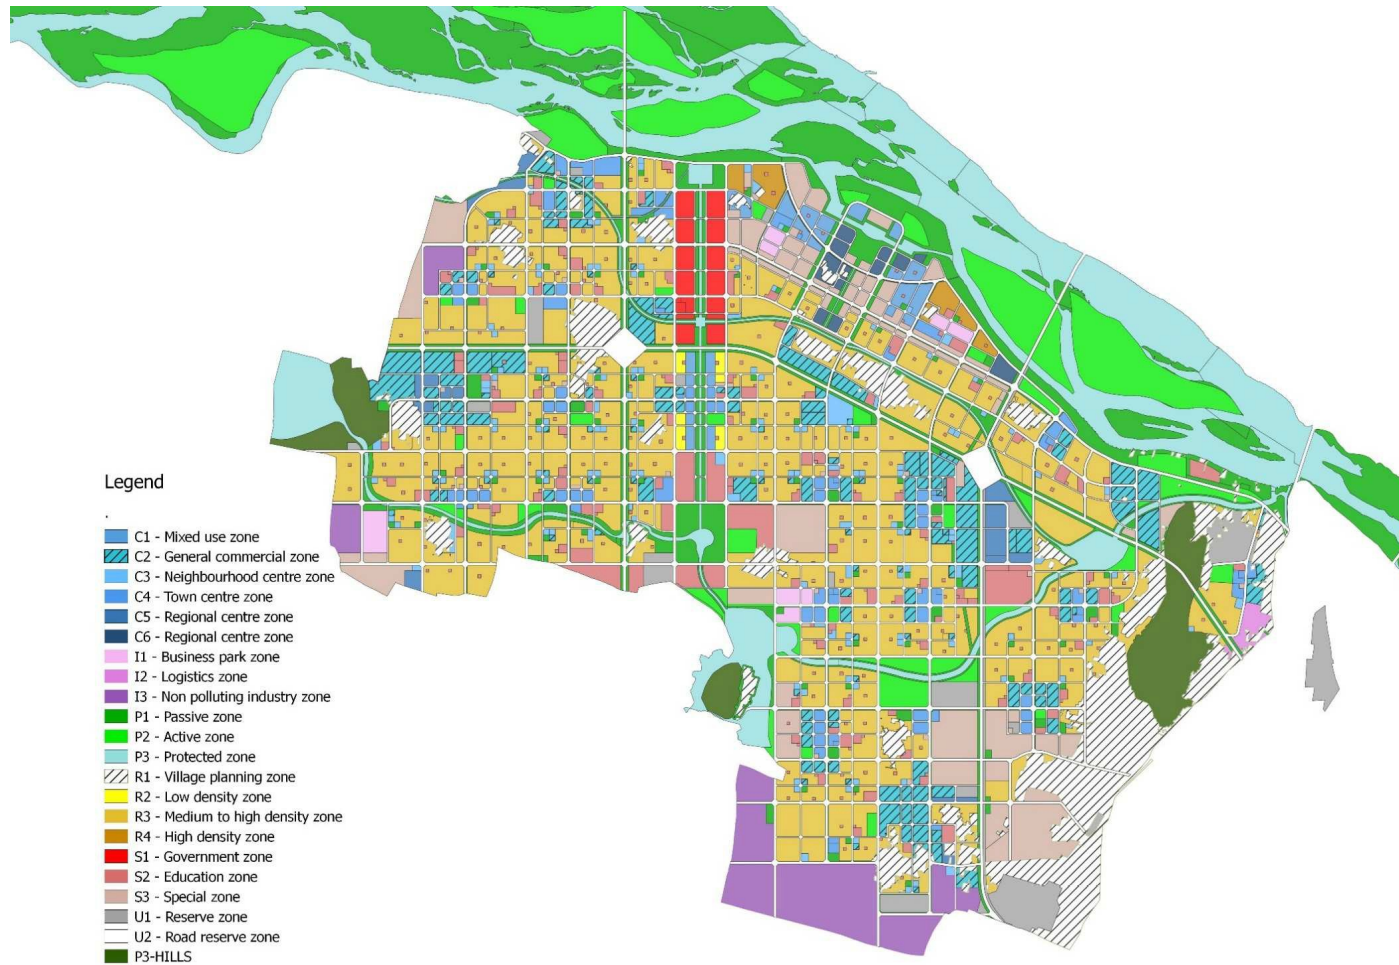 Legend
.
C1 - Mixed use zone
C2 - General commercial zone
C3 - Neighbourhood centre zone
C4 - Town centre zone
C5 - Regional centre zone
C6 - Regional centre zone
I1 - Business park zone
I2 - Logistics zone
I3 - Non polluting industry zone
P1 - Passive zone
P2 - Active zone
P3 - Protected zone
R1 - Village planning zone
R2 - Low density zone
R3 - Medium to high density zone
R4 - High density zone
S1 - Government zone
S2 - Education zone
S3 - Special zone
U1 - Reserve zone
U2 - Road reserve zone
P3-HILLS